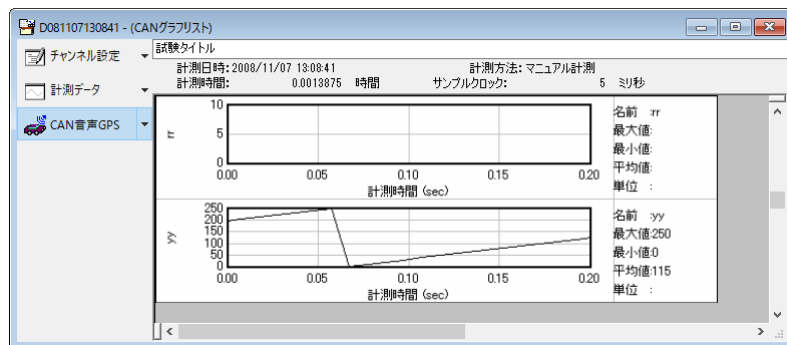 D081107130841 - (CANグラフリスト)
チャンネル設定
計測データ
CAN音声GPS
試験タイトル
計測日時: 2008/11/07 13:08:41 計測方法: マニュアル計測
計測時間: 0.0013875 時間 サンプルクロック: 5 ミリ秒
rr
10
5
0
0.00 0.05 0.10 0.15 0.20
計測時間 (sec)
名前 :rr
最大値:
最小値:
平均値:
単位 :
yy
250
200
150
100
50
0
0.00 0.05 0.10 0.15 0.20
計測時間 (sec)
名前 :yy
最大値:250
最小値:0
平均値:115
単位 :